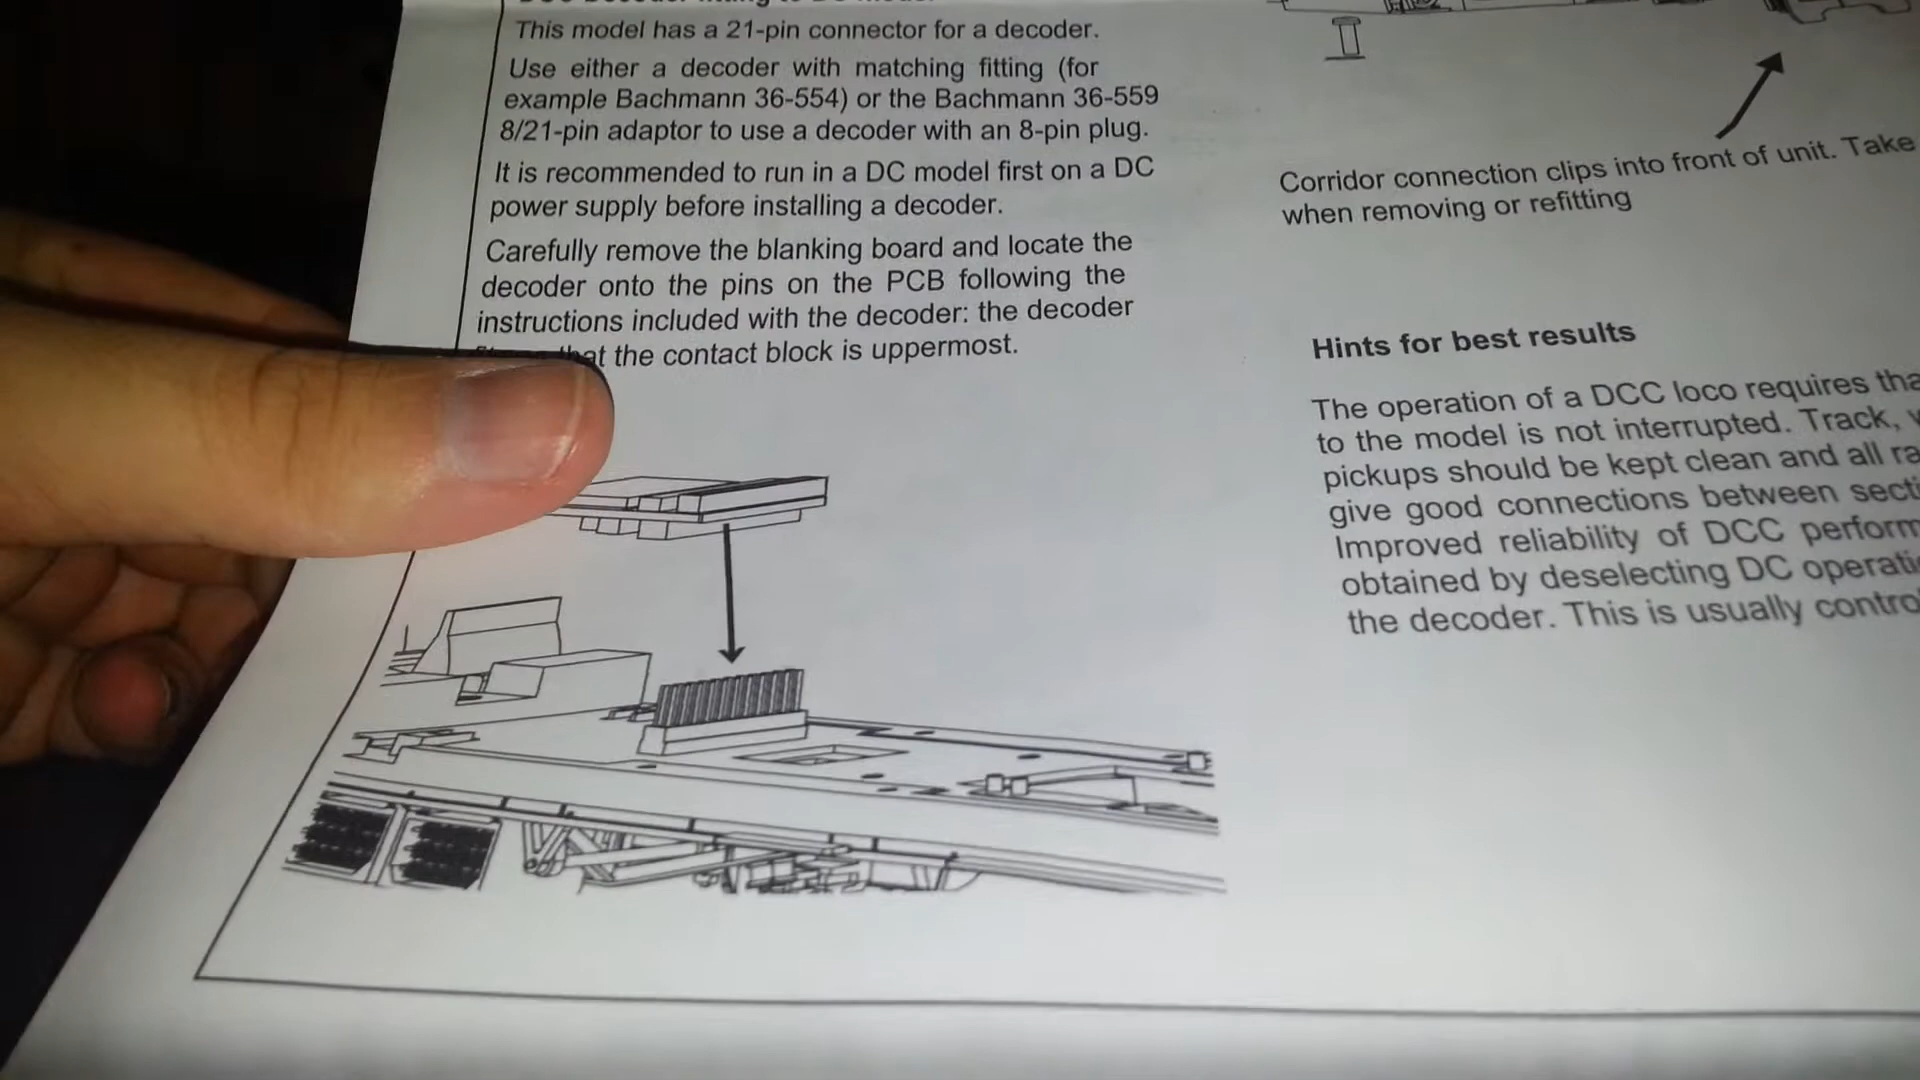 This model has a 21-pin connector for a decoder.
Use either a decoder with matching fitting (for
example Bachmann 36-554) or the Bachmann 36-559
8/21-pin adaptor to use a decoder with an 8-pin plug.
It is recommended to run in a DC model first on a DC
power supply before installing a decoder.
Carefully remove the blanking board and locate the
decoder onto the pins on the PCB following the
instructions included with the decoder: the decoder
that the contact block is uppermost.
Corridor connection clips into front of unit. Take
when removing or refitting
Hints for best results
The operation of a DCC loco requires
to the model is not interrupted. Track,
pickups should be kept clean and all
give good connections between
Improved reliability of DCC
obtained by deselecting DC
the decoder. This is usually